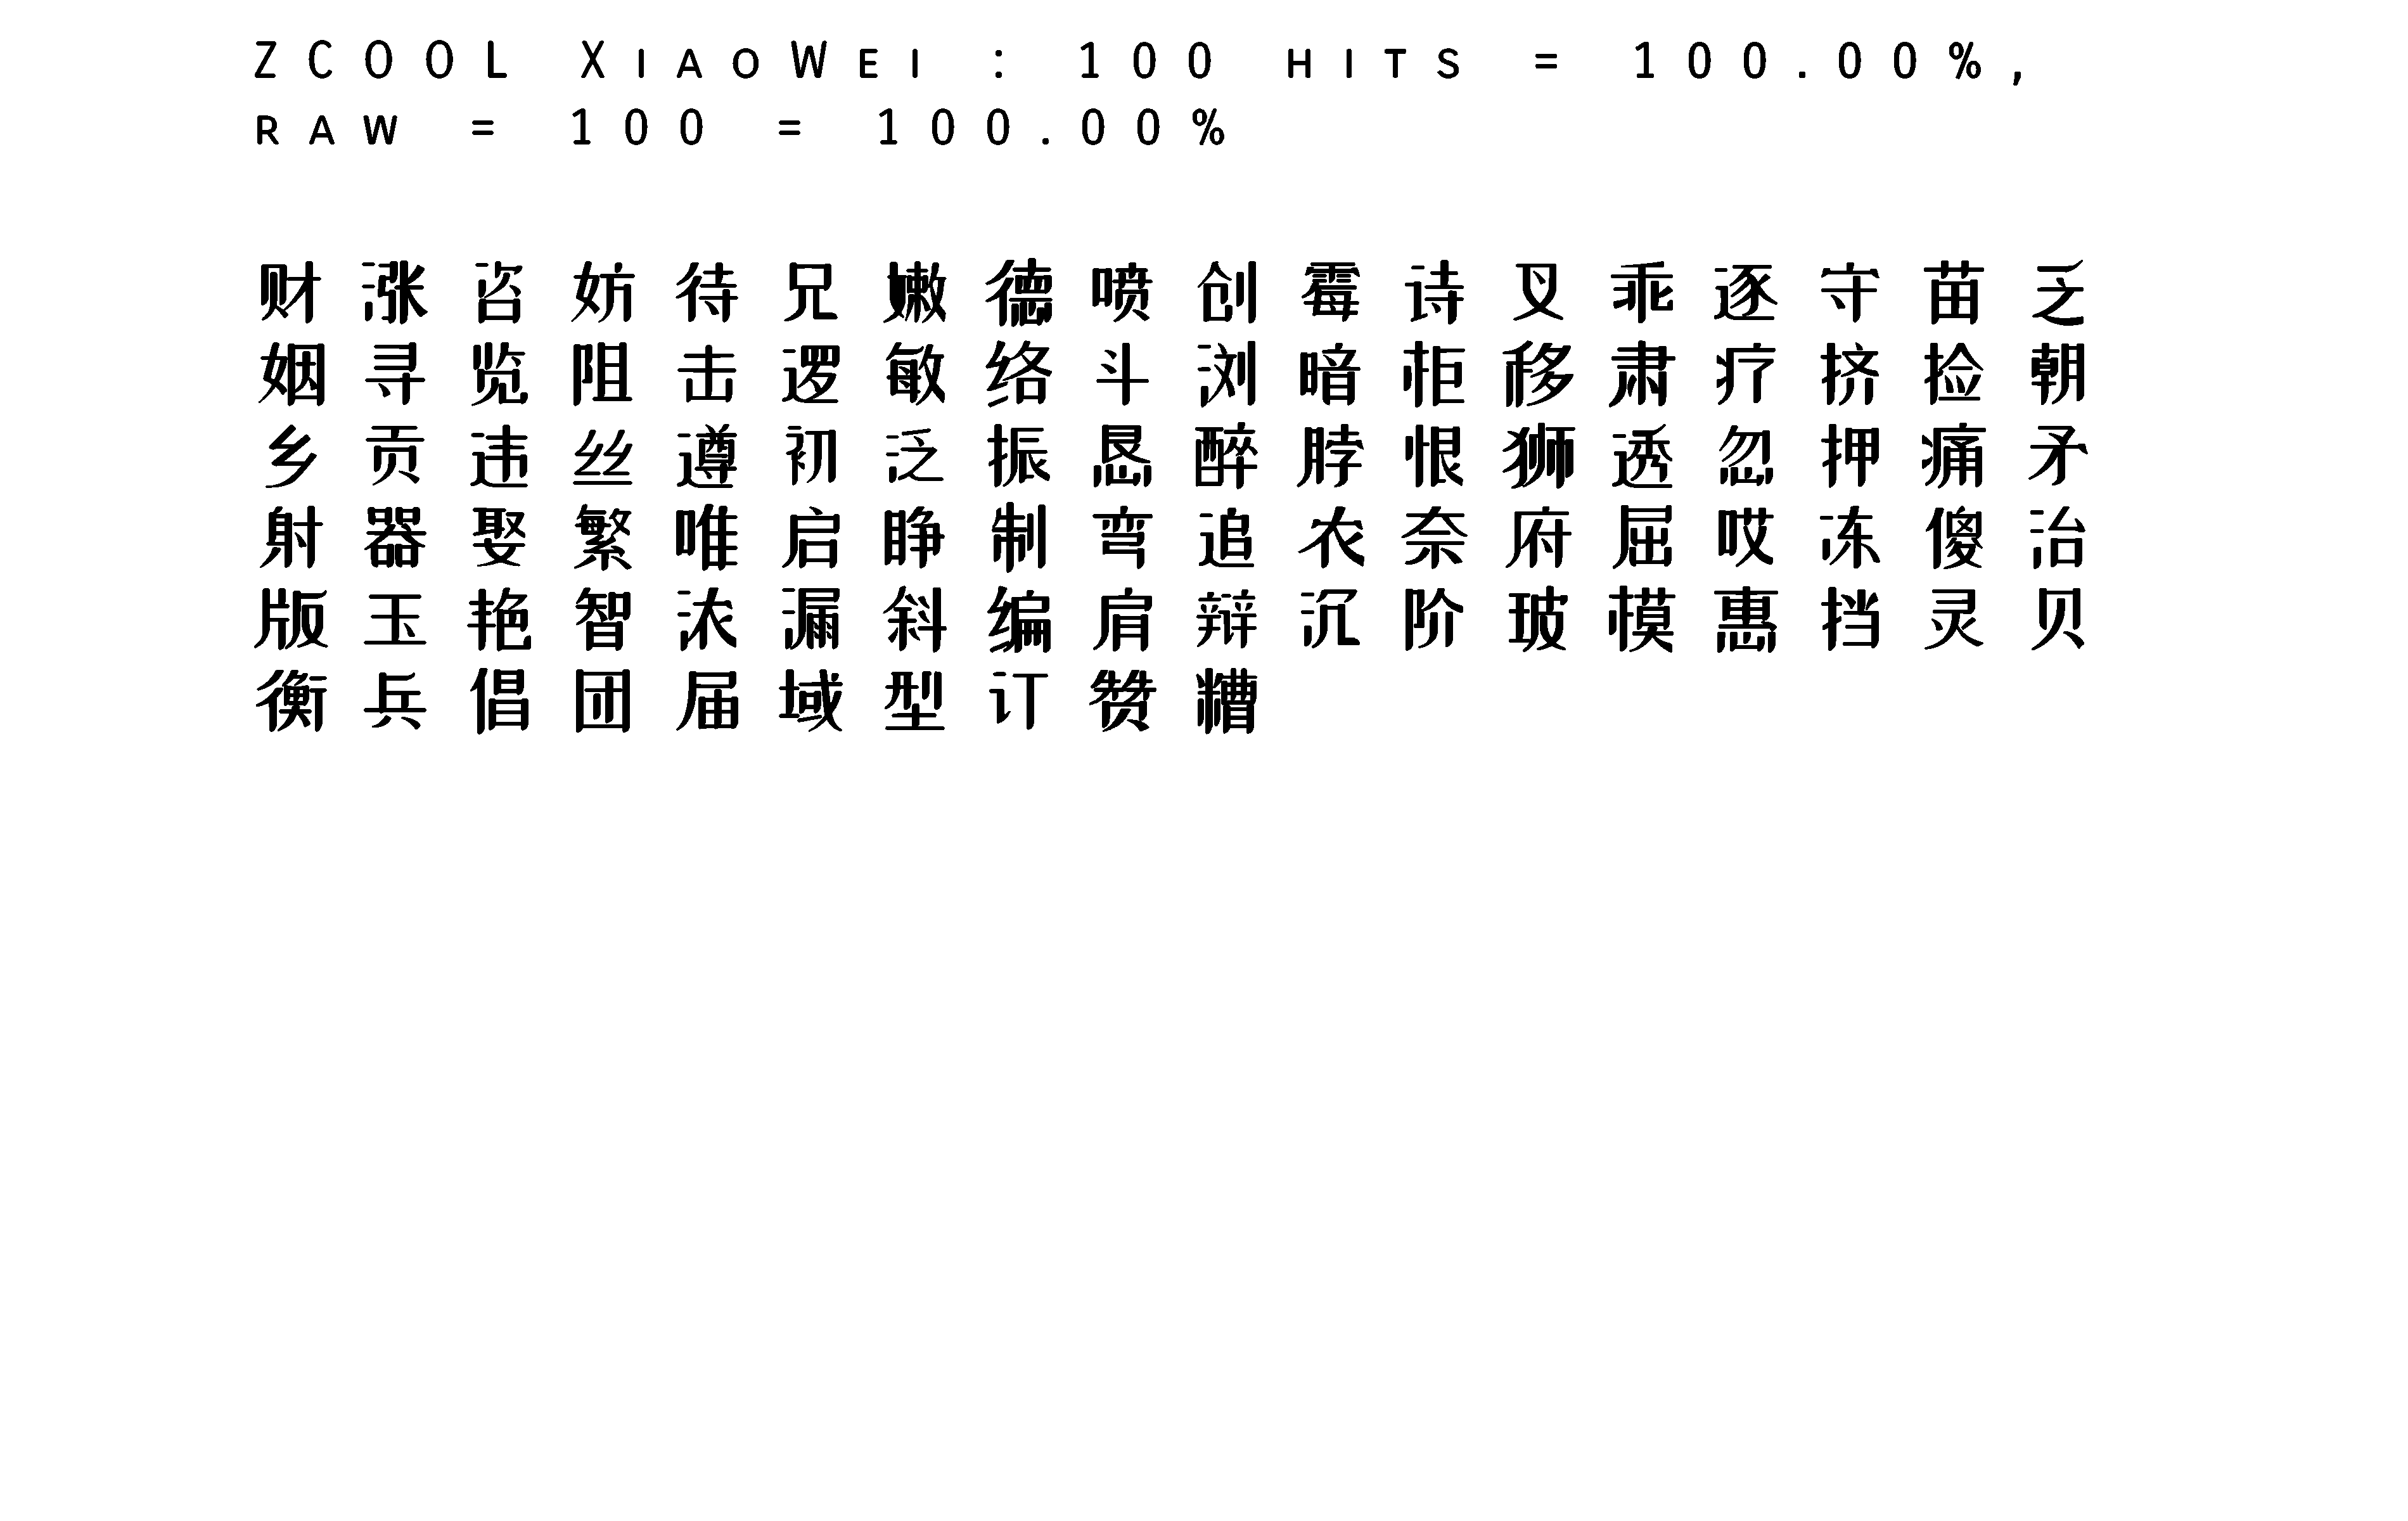 ZCOOL XiaoWei : 100 hits = 100.00%,
raw = 100 = 100.00%
财涨咨妨待兄嫩德喷创霉诗叉乖逐守苗乏
姻寻览阻击逻敏络斗浏暗柜移肃疗挤捡朝
乡贡违丝遵初泛振恳醉脖恨狮透忽押痛矛
射器娶繁唯启睁制弯追衣奈府屈哎冻傻治
版玉艳智浓漏斜编肩辩沉阶玻模惠挡灵贝
衡兵倡团届域型订赞糟